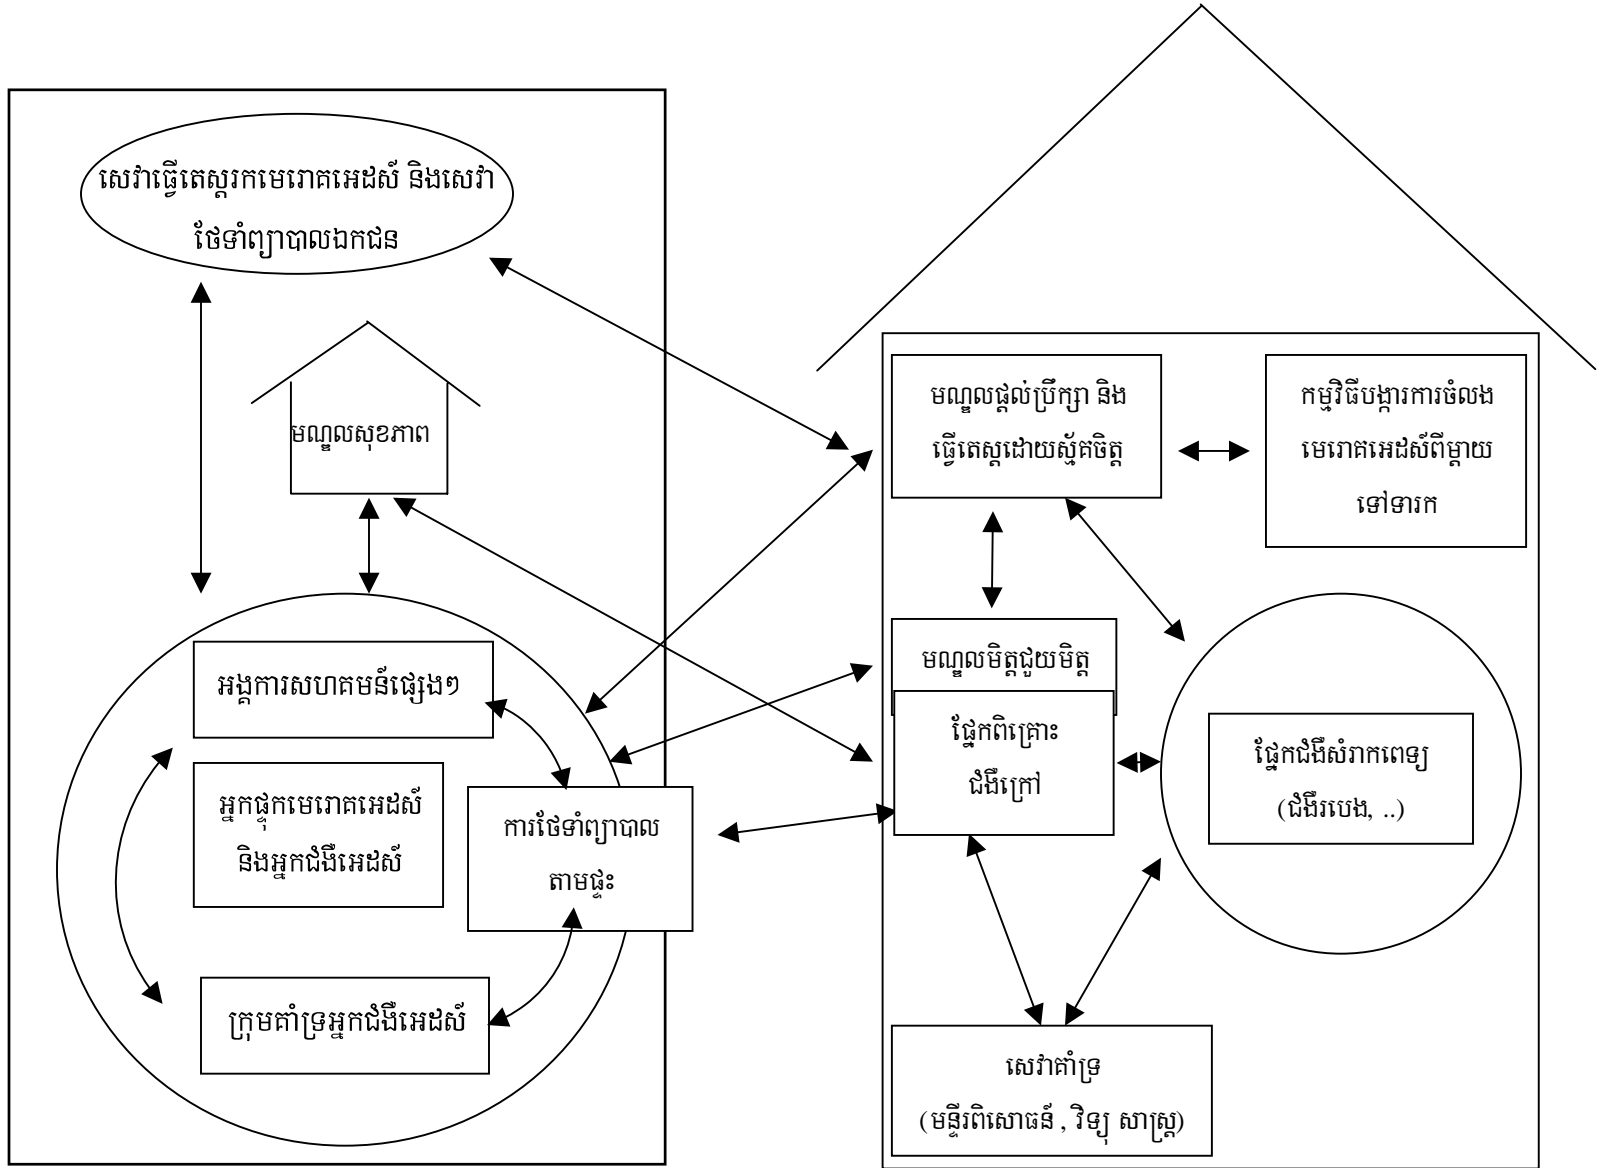 សេវាធ្វើតេស្តរកមេរោគអេដស៍ និងសេវា
ថែទាំព្យាបាលឯកជន
មណ្ឌលសុខភាព
អង្គការសហគមន៍ផ្សេងៗ
អ្នកផ្ទុកមេរោគអេដស៍
និងអ្នកជំងឺអេដស៍
ការថែទាំព្យាបាល
តាមផ្ទះ
ក្រុមគាំទ្រអ្នកជំងឺអេដស៍
មណ្ឌលផ្តល់ប្រឹក្សា និង
ធ្វើតេស្តដោយស្ម័គចិត្ត
កម្មវិធីបង្ការការចំលង
មេរោគអេដស៍ពីម្តាយ
ទៅទារក
មណ្ឌលមិត្តជួយមិត្ត
ផ្នែកពិគ្រោះ
ជំងឺក្រៅ
ផ្នែកជំងឺសំរាកពេទ្យ
(ជំងឺរបេង, ..)
សេវាគាំទ្រ
(មន្ទីរពិសោធន៍ , វិទ្យុ សាស្ត្រ)